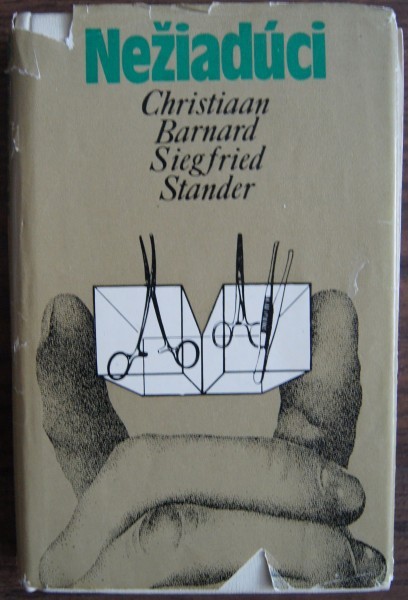 Nežiadúci
Christiaan
Barnard
Siegfried
Stander